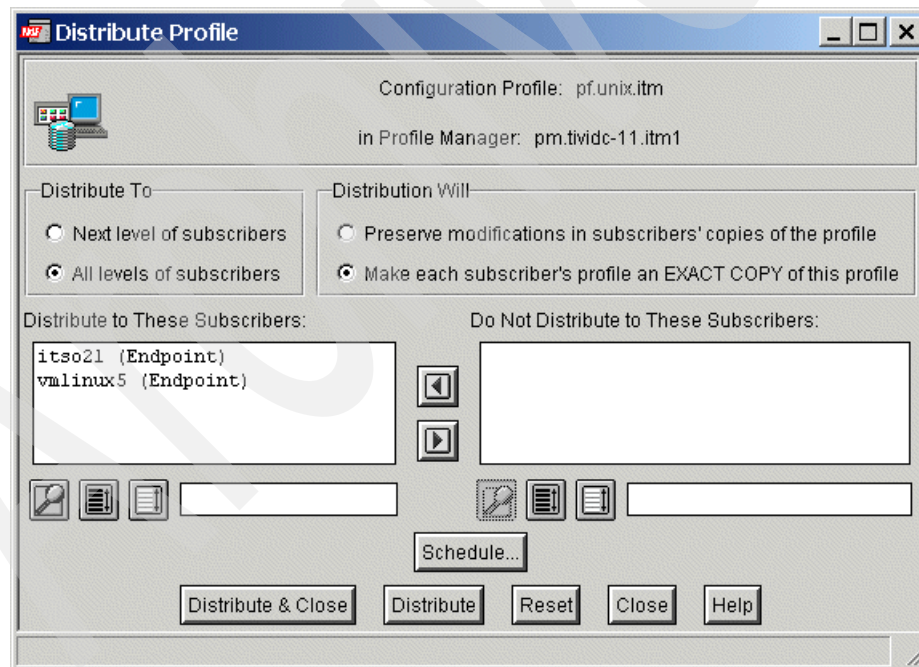 Distribute Profile
Configuration Profile: pf.unix.itm
in Profile Manager: pm.tividc-11.itm1
Distribute To
Distribution Will
Next level of subscribers
Preserve modifications in subscribers' copies of the profile
All levels of subscribers
Make each subscriber's profile an EXACT COPY of this profile
Distribute to These Subscribers:
Do Not Distribute to These Subscribers:
itso21 (Endpoint)
vmlinux5 (Endpoint)
Schedule...
Distribute & Close
Distribute
Reset
Close
Help